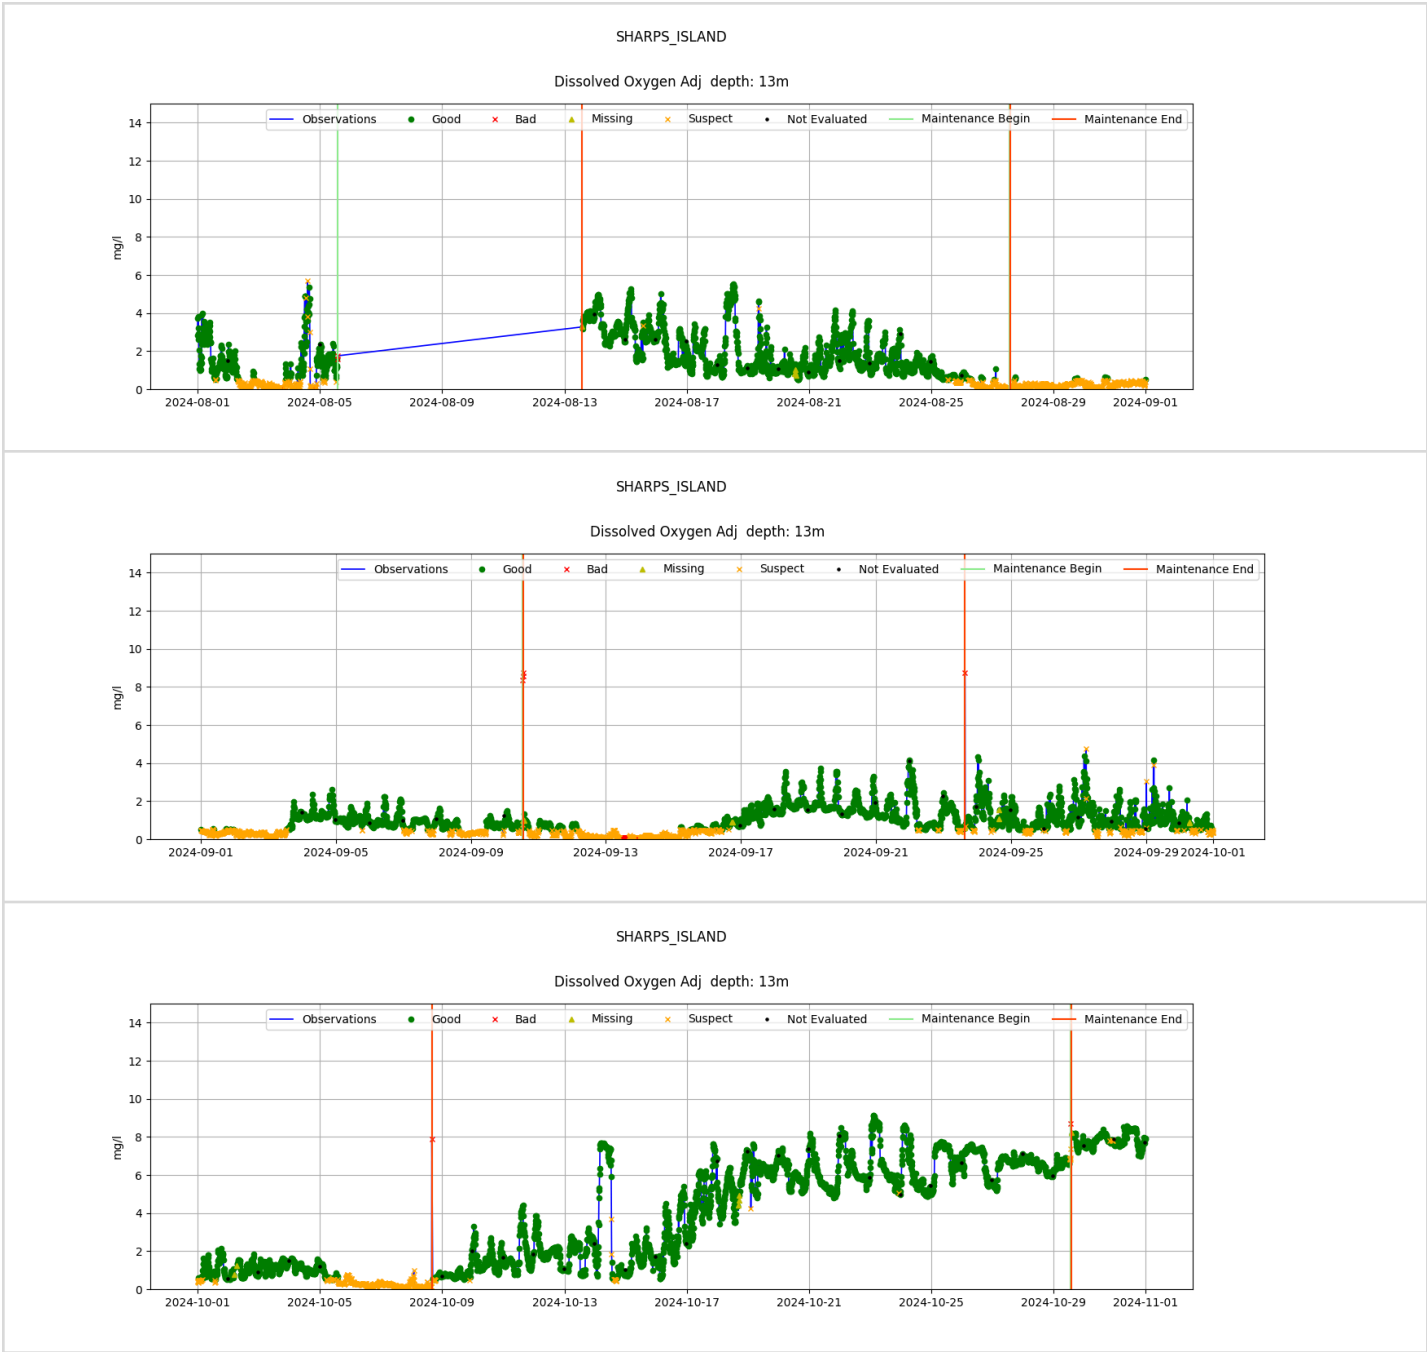 SHARPS_ISLAND
Dissolved Oxygen Adj depth: 13m
Observations Good Bad Missing Suspect Not Evaluated Maintenance Begin Maintenance End
14
12
10
8
6
4
2
0
mg/l
2024-08-01 2024-08-05 2024-08-09 2024-08-13 2024-08-17 2024-08-21 2024-08-25 2024-08-29 2024-09-01
SHARPS_ISLAND
Dissolved Oxygen Adj depth: 13m
Observations Good Bad Missing Suspect Not Evaluated Maintenance Begin Maintenance End
14
12
10
8
6
4
2
0
mg/l
2024-09-01 2024-09-05 2024-09-09 2024-09-13 2024-09-17 2024-09-21 2024-09-25 2024-09-29 2024-10-01
SHARPS_ISLAND
Dissolved Oxygen Adj depth: 13m
Observations Good Bad Missing Suspect Not Evaluated Maintenance Begin Maintenance End
14
12
10
8
6
4
2
0
mg/l
2024-10-01 2024-10-05 2024-10-09 2024-10-13 2024-10-17 2024-10-21 2024-10-25 2024-10-29 2024-11-01